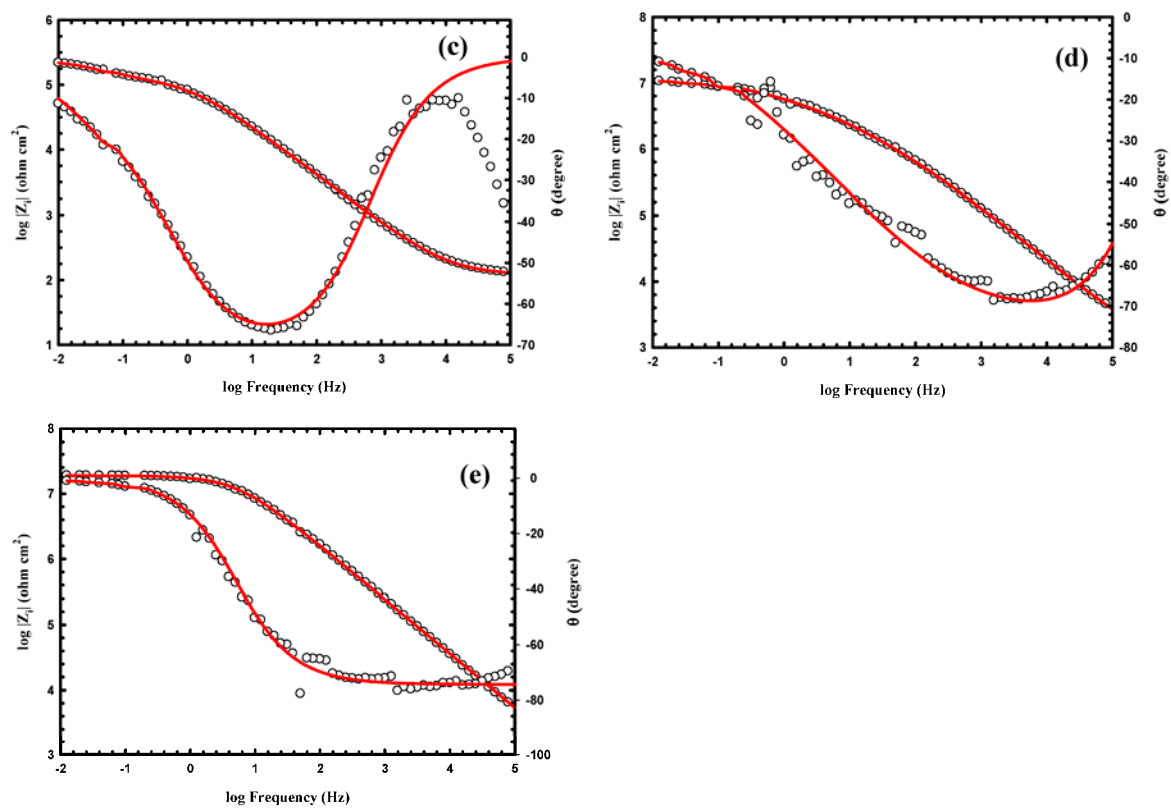 (c)
6
5
4
3
2
1
-2 -1 0 1 2 3 4 5
0
-10
-20
-30
-40
-50
-60
-70
log |Zᵢ| (ohm cm²)
θ (degree)
log Frequency (Hz)
(d)
8
7
6
5
4
3
-2 -1 0 1 2 3 4 5
0
-10
-20
-30
-40
-50
-60
-70
-80
log |Zᵢ| (ohm cm²)
θ (degree)
log Frequency (Hz)
(e)
8
7
6
5
4
3
-2 -1 0 1 2 3 4 5
0
-20
-40
-60
-80
-100
log |Zᵢ| (ohm cm²)
θ (degree)
log Frequency (Hz)